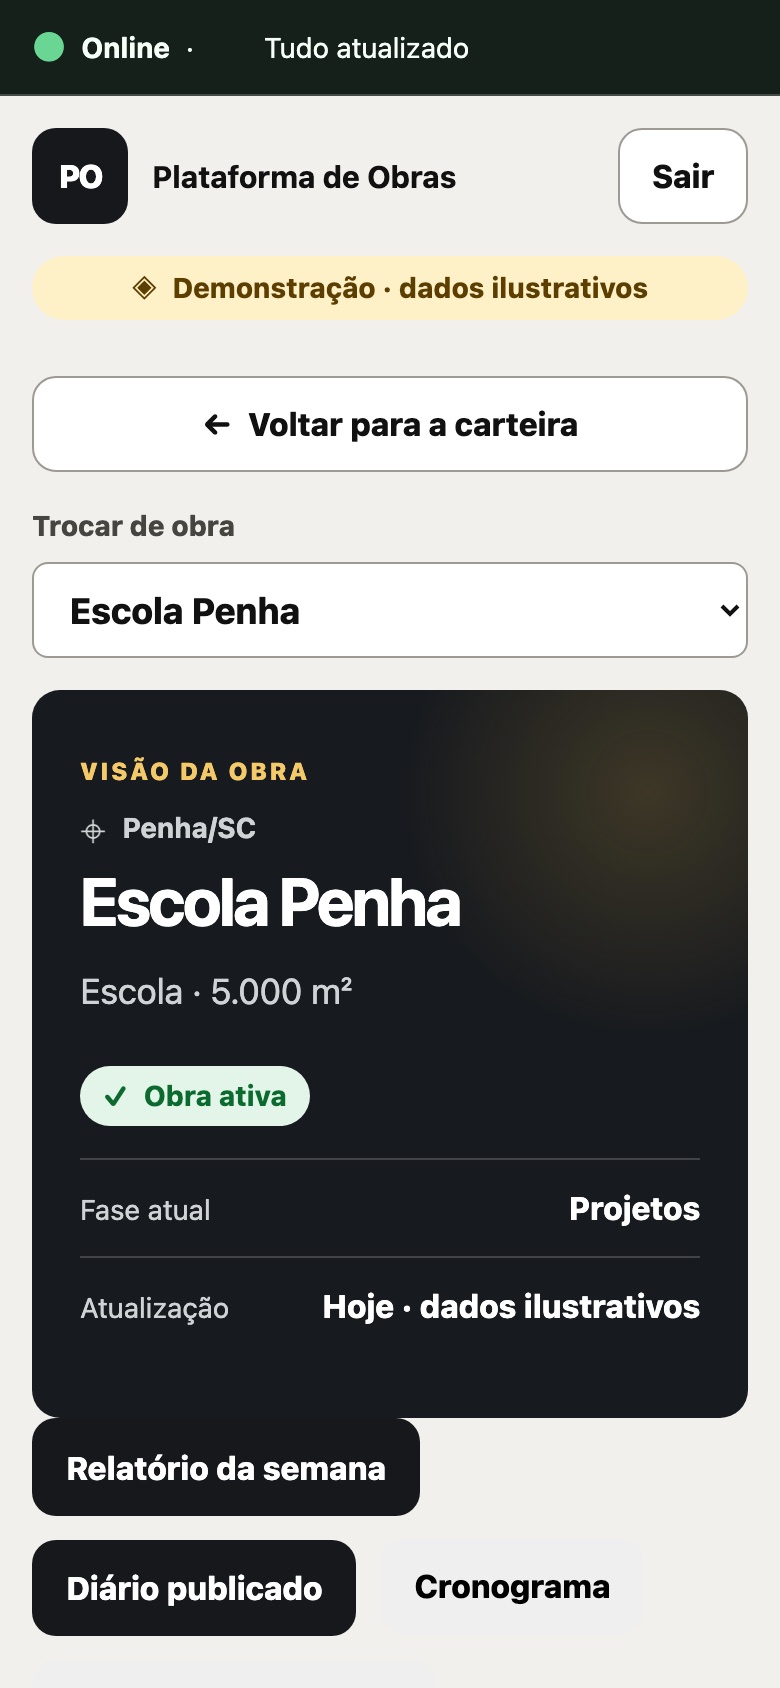 Online · Tudo atualizado
PO Plataforma de Obras Sair
◈ Demonstração · dados ilustrativos
← Voltar para a carteira
Trocar de obra
Escola Penha
VISÃO DA OBRA
⌖ Penha/SC
Escola Penha
Escola · 5.000 m²
✓ Obra ativa
Fase atual Projetos
Atualização Hoje · dados ilustrativos
Relatório da semana
Diário publicado Cronograma